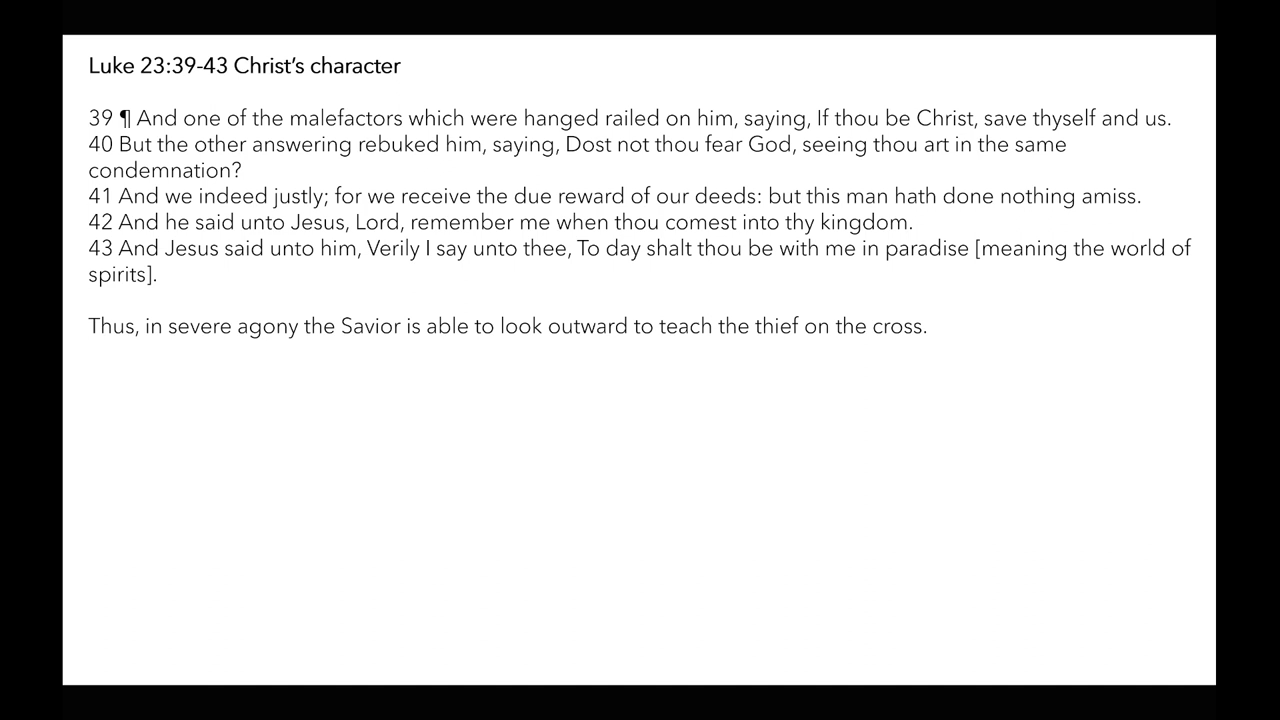 Luke 23:39-43 Christ’s character
39 ¶ And one of the malefactors which were hanged railed on him, saying, If thou be Christ, save thyself and us.
40 But the other answering rebuked him, saying, Dost not thou fear God, seeing thou art in the same
condemnation?
41 And we indeed justly; for we receive the due reward of our deeds: but this man hath done nothing amiss.
42 And he said unto Jesus, Lord, remember me when thou comest into thy kingdom.
43 And Jesus said unto him, Verily I say unto thee, To day shalt thou be with me in paradise [meaning the world of
spirits].
Thus, in severe agony the Savior is able to look outward to teach the thief on the cross.